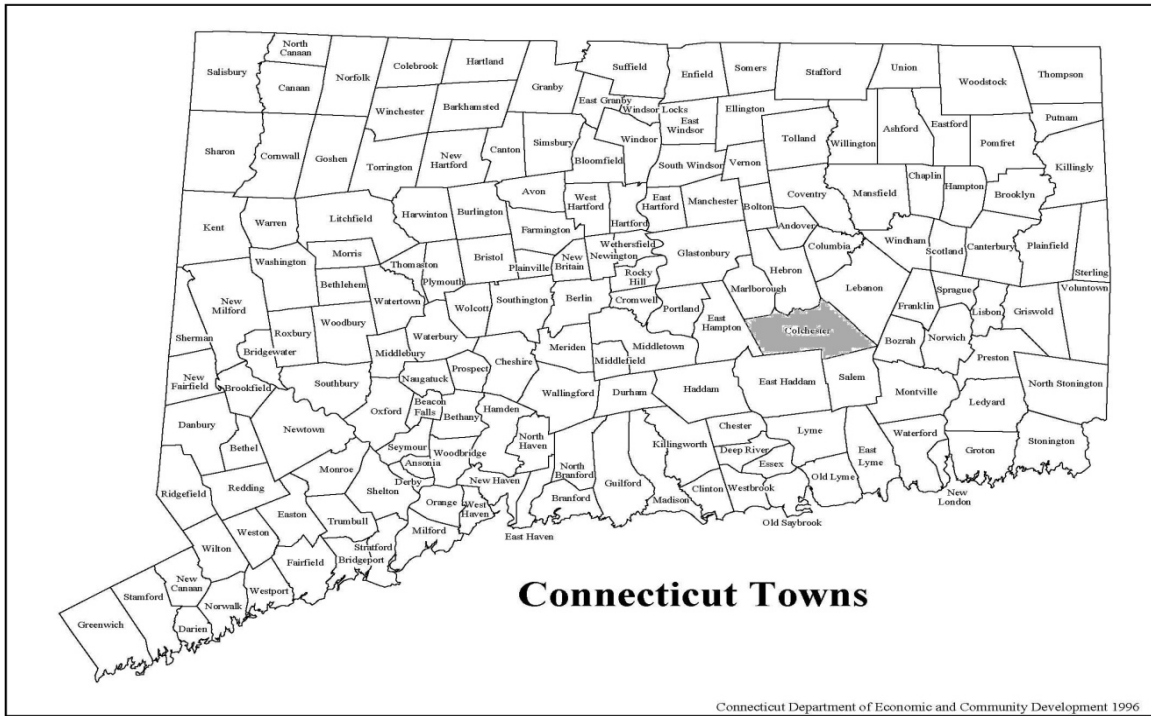 North
Canaan
Salisbury
Canaan
Norfolk
Colebrook
Hartland
Granby
Suffield
East Granby
Windsor Locks
Enfield
Somers
Stafford
Union
Woodstock
Thompson
Winchester
Barkhamsted
East
Windsor
Ellington
Putnam
Sharon
Cornwall
Goshen
Torrington
New
Hartford
Canton
Simsbury
Bloomfield
Windsor
South Windsor
Vernon
Tolland
Willington
Ashford
Eastford
Pomfret
Killingly
Kent
Warren
Litchfield
Harwinton
Burlington
Avon
Farmington
West
Hartford
Hartford
East
Hartford
Manchester
Bolton
Coventry
Andover
Mansfield
Chaplin
Hampton
Brooklyn
Washington
Morris
Bethlehem
Thomaston
Plymouth
Bristol
Plainville
New
Britain
Wethersfield
Newington
Rocky
Hill
Glastonbury
Marlborough
Hebron
Columbia
Lebanon
Windham
Scotland
Canterbury
Plainfield
Sterling
New
Milford
Sherman
Roxbury
Woodbury
Watertown
Waterbury
Wolcott
Southington
Berlin
Cromwell
Portland
East
Hampton
Colchester
Franklin
Sprague
Lisbon
Griswold
Voluntown
Bozrah
Norwich
Preston
Bridgewater
Middlebury
Cheshire
Meriden
Middlefield
Middletown
New
Fairfield
Brookfield
Southbury
Naugatuck
Prospect
Wallingford
Durham
Haddam
East Haddam
Salem
Montville
North Stonington
Danbury
Bethel
Newtown
Oxford
Beacon
Falls
Bethany
Hamden
North
Haven
Killingworth
Chester
Deep River
Essex
Lyme
East
Lyme
Waterford
Ledyard
Groton
Stonington
Ridgefield
Redding
Monroe
Seymour
Ansonia
Derby
Woodbridge
New Haven
North
Branford
Branford
Guilford
Madison
Clinton
Westbrook
Old Lyme
New
London
Old Saybrook
Shelton
Orange
West
Haven
East Haven
Milford
Wilton
Weston
Easton
Trumbull
Stratford
Bridgeport
Fairfield
New
Canaan
Norwalk
Westport
Stamford
Greenwich
Darien
Connecticut Towns
Connecticut Department of Economic and Community Development 1996